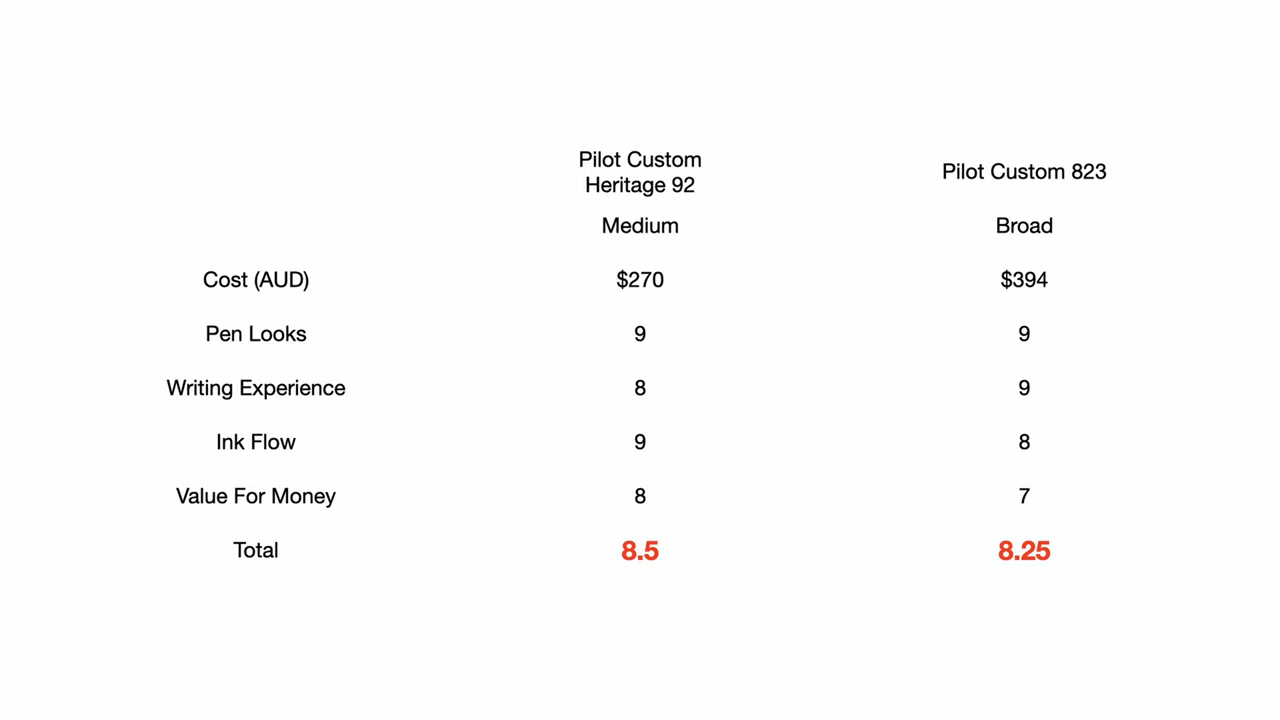 Pilot Custom
Heritage 92
Pilot Custom 823
Medium
Broad
Cost (AUD)
$270
$394
Pen Looks
9
9
Writing Experience
8
9
Ink Flow
9
8
Value For Money
8
7
Total
8.5
8.25